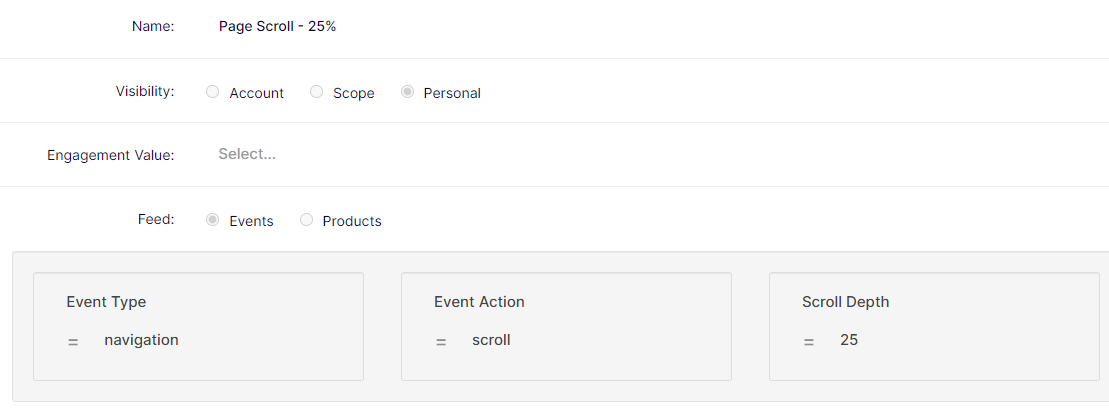 Name: Page Scroll - 25%
Visibility: Account Scope Personal
Engagement Value: Select...
Feed: Events Products
Event Type Event Action Scroll Depth
= navigation = scroll = 25